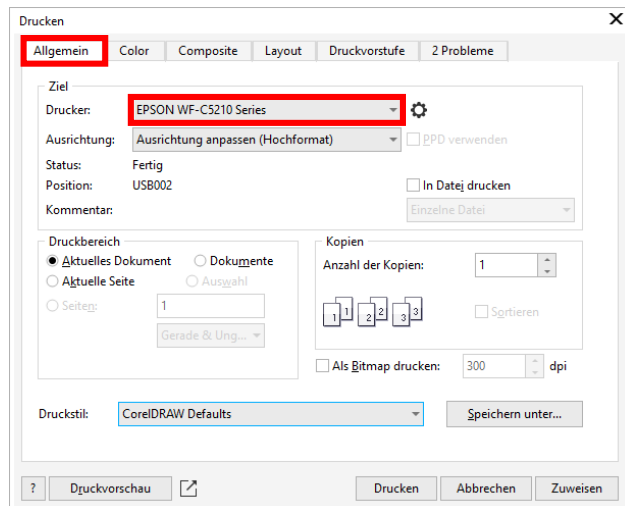 Drucken
Allgemein Color Composite Layout Druckvorstufe 2 Probleme
Ziel
Drucker: EPSON WF-C5210 Series
Ausrichtung: Ausrichtung anpassen (Hochformat) PPD verwenden
Status: Fertig
Position: USB002 In Datei drucken
Kommentar: Einzelne Datei
Druckbereich
Aktuelles Dokument Dokumente
Aktuelle Seite Auswahl
Seiten: 1
Gerade & Ung...
Kopien
Anzahl der Kopien: 1
1 1 2 2 3 3
Sortieren
Als Bitmap drucken: 300 dpi
Druckstil: CorelDRAW Defaults Speichern unter...
? Druckvorschau Drucken Abbrechen Zuweisen